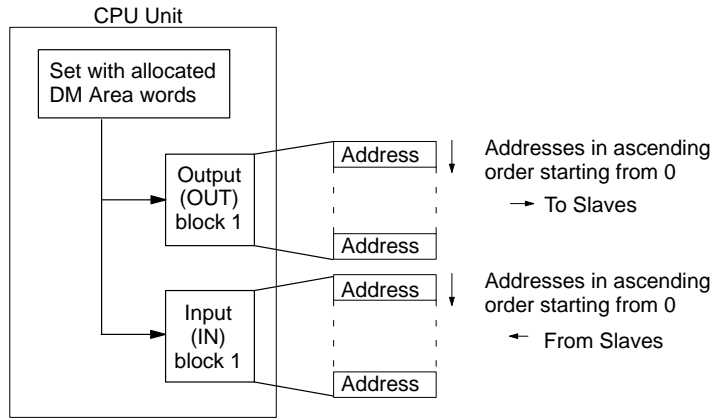 CPU Unit
Set with allocated
DM Area words
Output
(OUT)
block 1
Address
Address
Addresses in ascending
order starting from 0
To Slaves
Input
(IN)
block 1
Address
Address
Addresses in ascending
order starting from 0
From Slaves